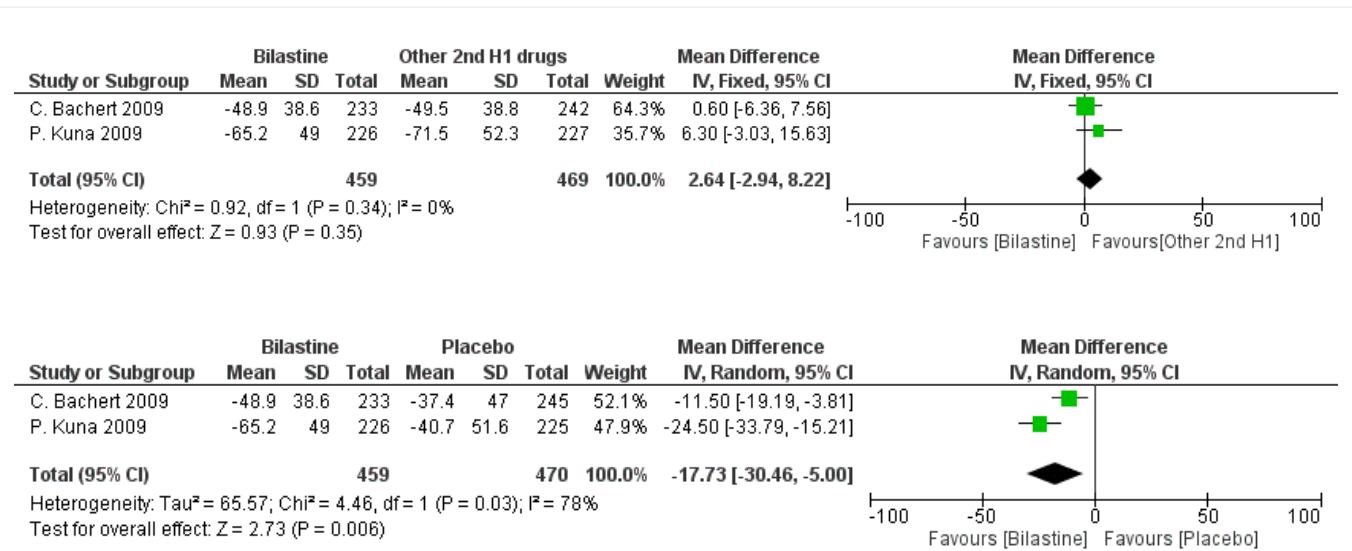 Bilastine Other 2nd H1 drugs Mean Difference Mean Difference
Study or Subgroup Mean SD Total Mean SD Total Weight IV, Fixed, 95% CI IV, Fixed, 95% CI
C. Bachert 2009 -48.9 38.6 233 -49.5 38.8 242 64.3% 0.60 [-6.36, 7.56]
P. Kuna 2009 -65.2 49 226 -71.5 52.3 227 35.7% 6.30 [-3.03, 15.63]
Total (95% CI) 459 469 100.0% 2.64 [-2.94, 8.22]
Heterogeneity: Chi² = 0.92, df = 1 (P = 0.34); I² = 0%
Test for overall effect: Z = 0.93 (P = 0.35)
-100 -50 0 50 100
Favours [Bilastine] Favours[Other 2nd H1]
Bilastine Placebo Mean Difference Mean Difference
Study or Subgroup Mean SD Total Mean SD Total Weight IV, Random, 95% CI IV, Random, 95% CI
C. Bachert 2009 -48.9 38.6 233 -37.4 47 245 52.1% -11.50 [-19.19, -3.81]
P. Kuna 2009 -65.2 49 226 -40.7 51.6 225 47.9% -24.50 [-33.79, -15.21]
Total (95% CI) 459 470 100.0% -17.73 [-30.46, -5.00]
Heterogeneity: Tau² = 65.57; Chi² = 4.46, df = 1 (P = 0.03); I² = 78%
Test for overall effect: Z = 2.73 (P = 0.006)
-100 -50 0 50 100
Favours [Bilastine] Favours [Placebo]